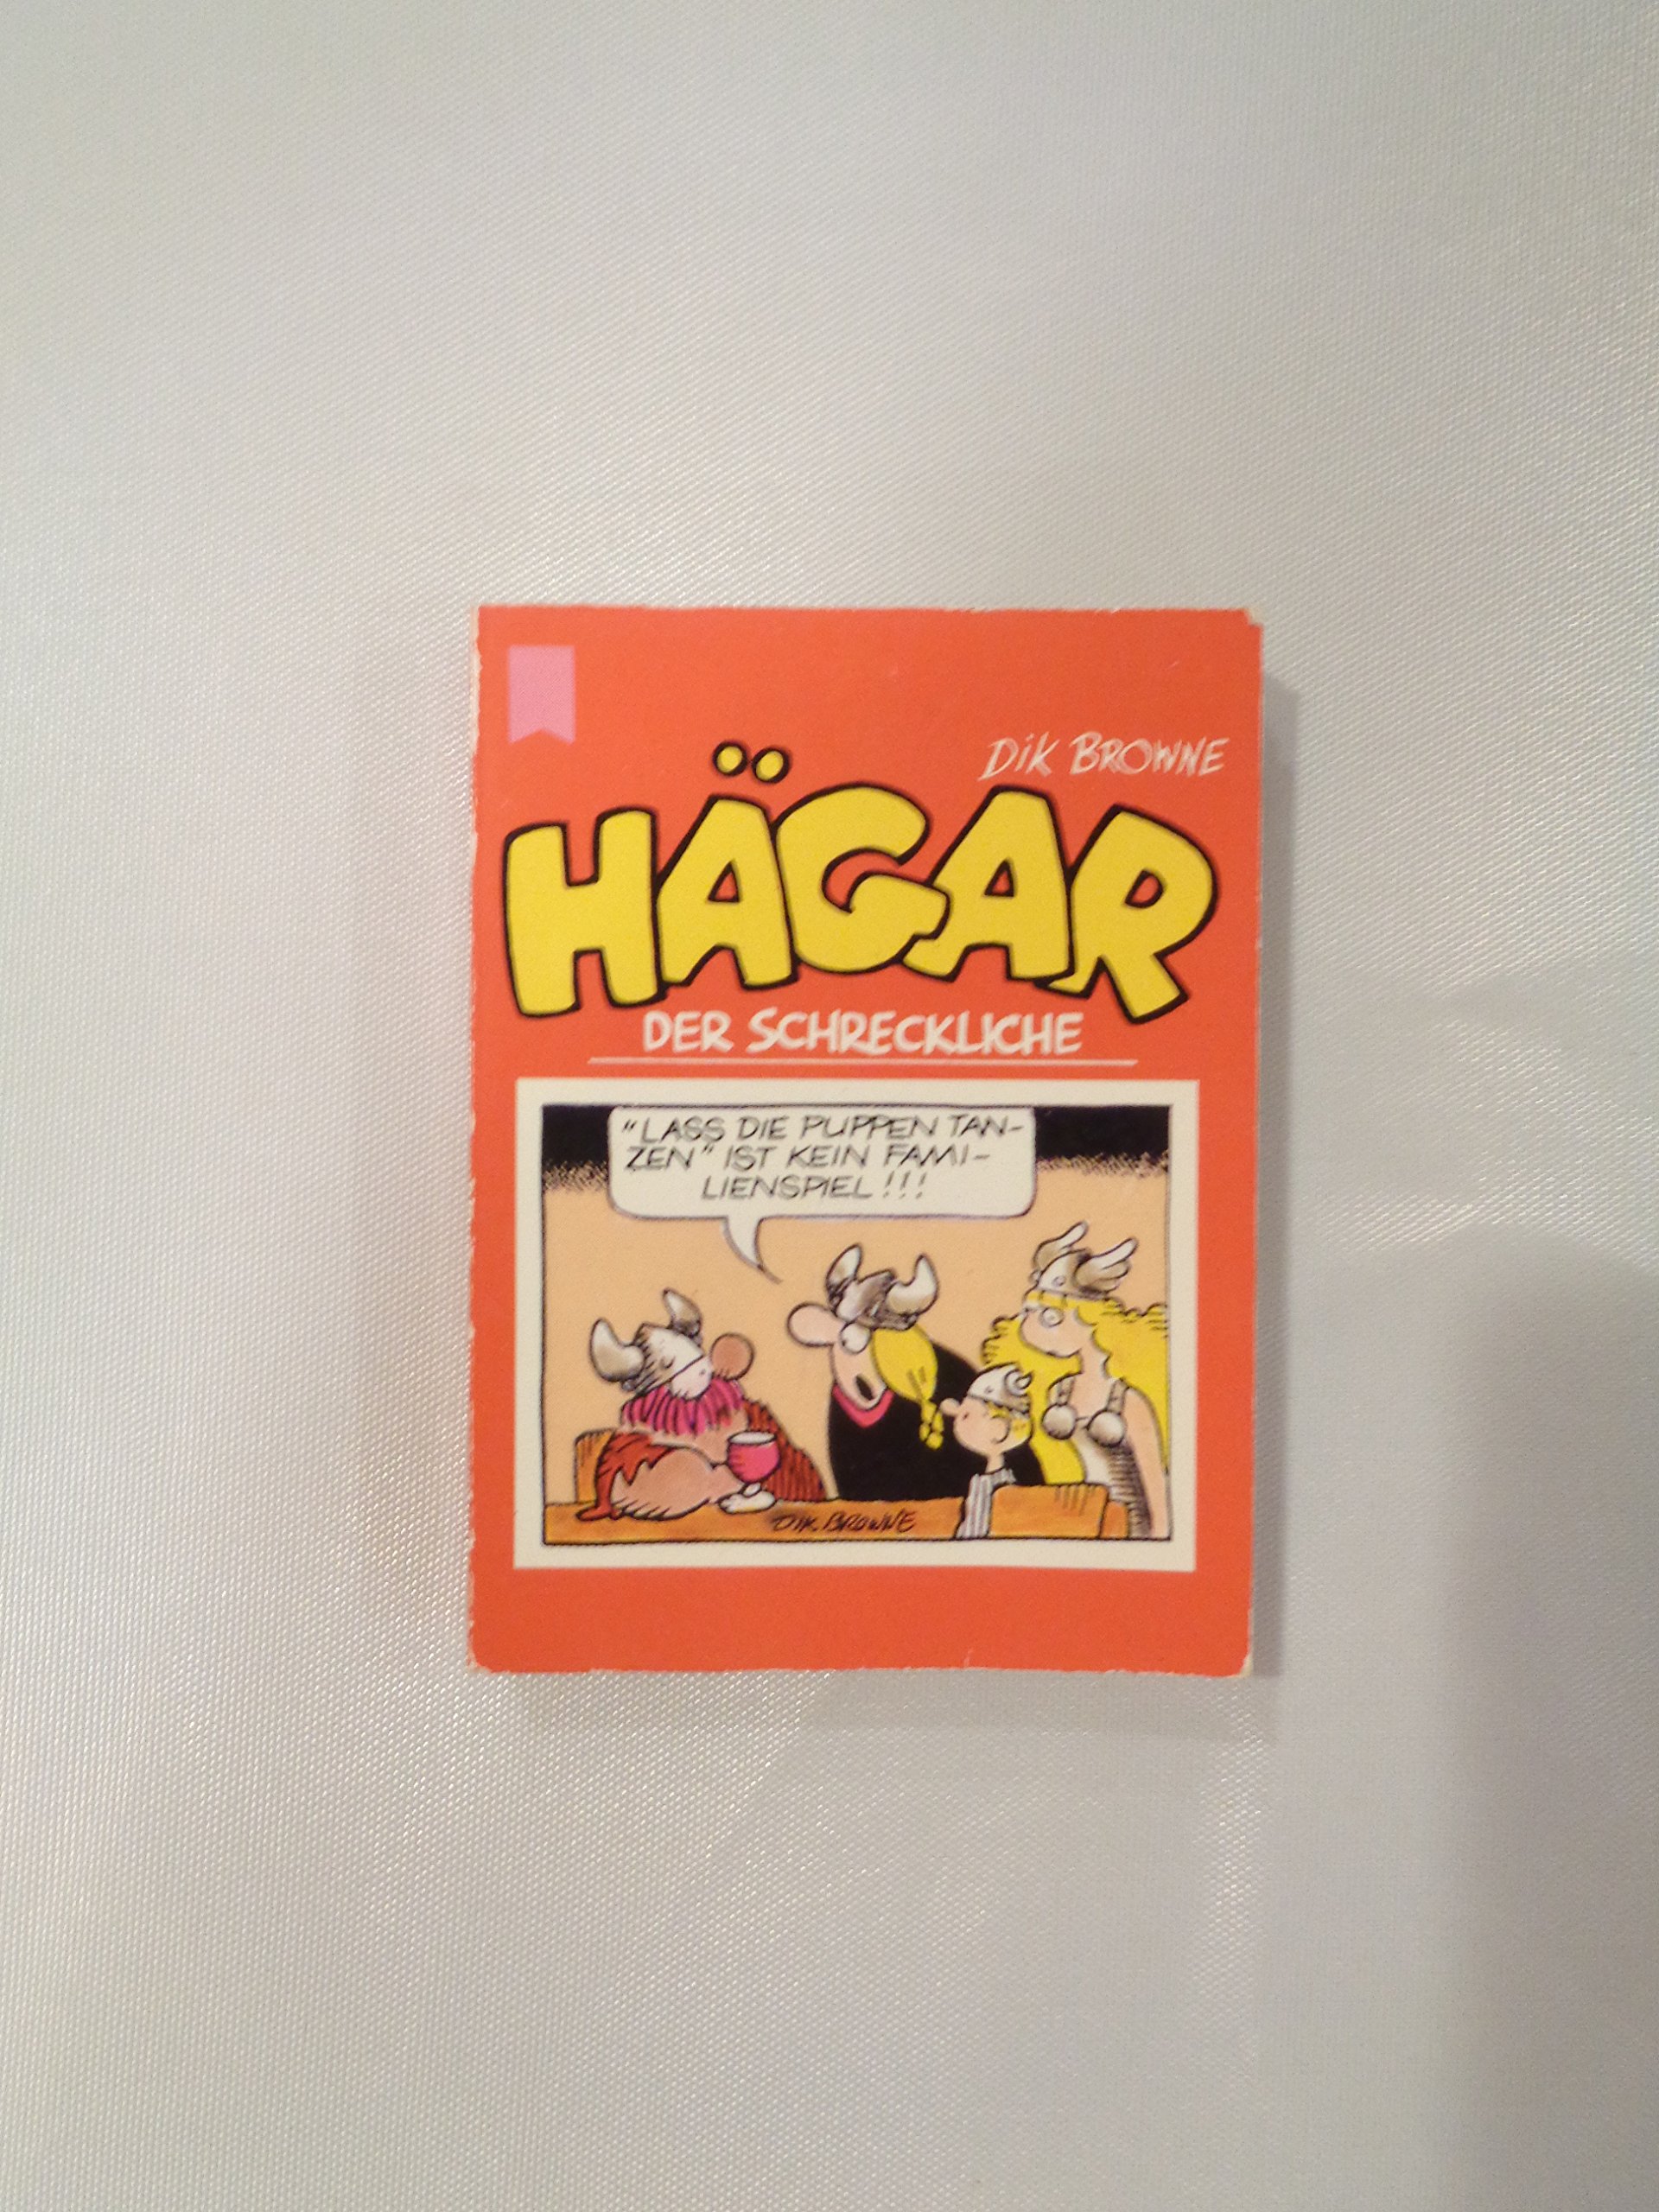 DIK BROWNE
HÄGAR
DER SCHRECKLICHE
"LASS DIE PUPPEN TAN-
ZEN" IST KEIN FAMI-
LIENSPIEL!!!
DIK BROWNE